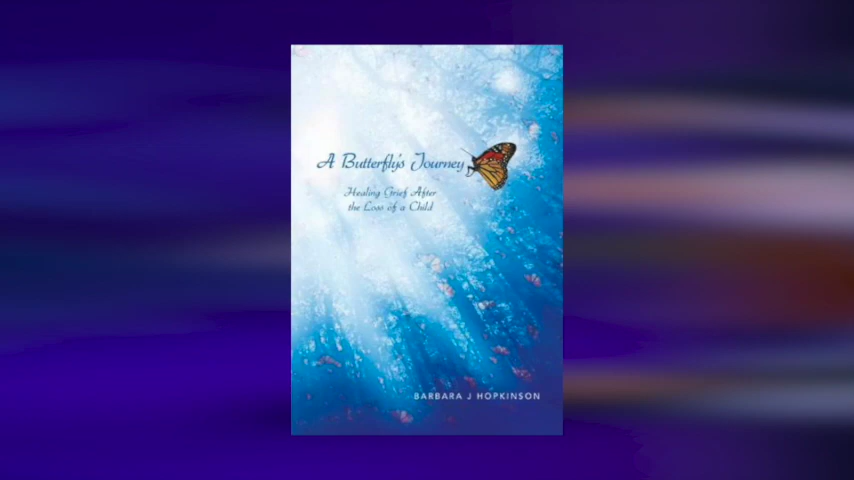 A Butterfly's Journey
Healing Grief After
the Loss of a Child
BARBARA J HOPKINSON